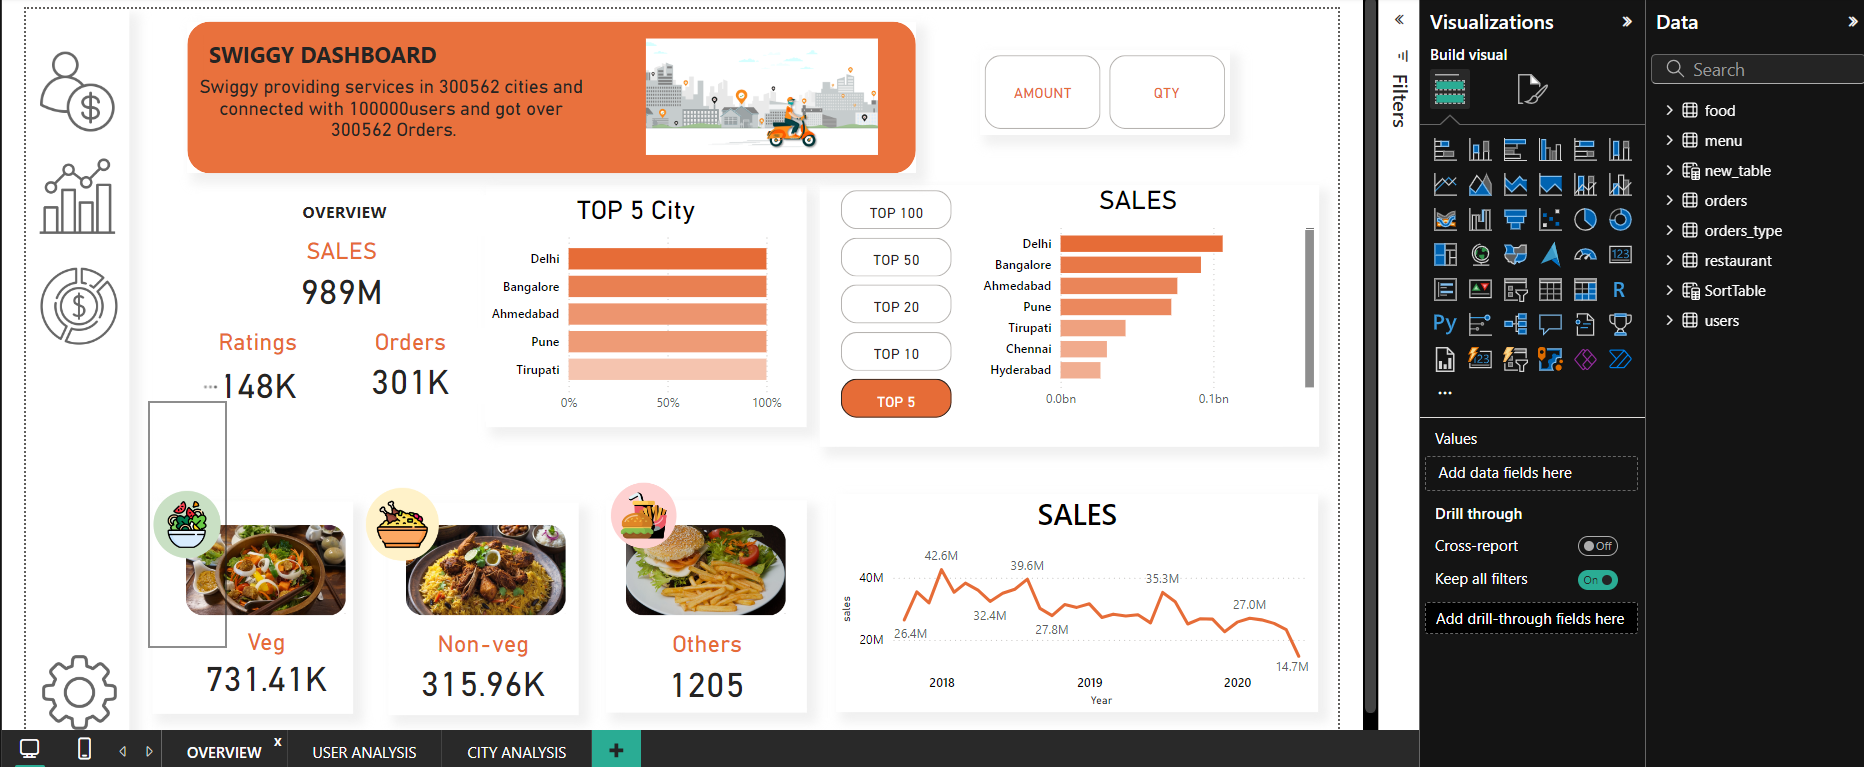 SWIGGY DASHBOARD
Swiggy providing services in 300562 cities and
connected with 100000users and got over
300562 Orders.
AMOUNT
QTY
OVERVIEW
SALES
989M
Ratings
148K
Orders
301K
TOP 5 City
Delhi
Bangalore
Ahmedabad
Pune
Tirupati
0% 50% 100%
TOP 100
TOP 50
TOP 20
TOP 10
TOP 5
SALES
Delhi
Bangalore
Ahmedabad
Pune
Tirupati
Chennai
Hyderabad
0.0bn 0.1bn
Veg
731.41K
Non-veg
315.96K
Others
1205
SALES
sales
40M
20M
26.4M
42.6M
32.4M
39.6M
27.8M
35.3M
27.0M
14.7M
2018 2019 2020
Year
OVERVIEW x
USER ANALYSIS
CITY ANALYSIS
+
Filters
Visualizations
Build visual
123
R
Py
123
...
Values
Add data fields here
Drill through
Cross-report Off
Keep all filters On
Add drill-through fields here
Data
Search
food
menu
new_table
orders
orders_type
restaurant
SortTable
users